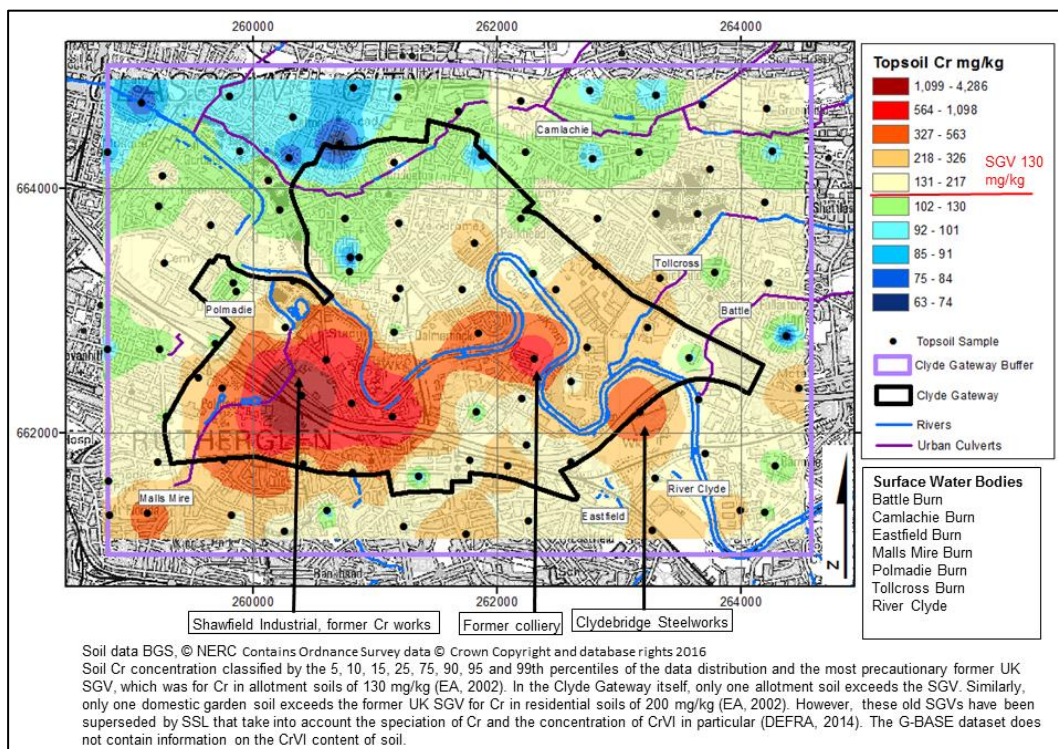 260000
262000
264000
664000
662000
Camlachie
Tollcross
Battle
Polmadie
RUTHERGLEN
Malls Mire
River Clyde
Eastfield
260000
262000
264000
Z
Shawfield Industrial, former Cr works
Former colliery
Clydebridge Steelworks
Topsoil Cr mg/kg
1,099 - 4,286
564 - 1,098
327 - 563
218 - 326
131 - 217
102 - 130
92 - 101
85 - 91
75 - 84
63 - 74
SGV 130
mg/kg
Topsoil Sample
Clyde Gateway Buffer
Clyde Gateway
Rivers
Urban Culverts
Surface Water Bodies
Battle Burn
Camlachie Burn
Eastfield Burn
Malls Mire Burn
Polmadie Burn
Tollcross Burn
River Clyde
Soil data BGS, © NERC Contains Ordnance Survey data © Crown Copyright and database rights 2016
Soil Cr concentration classified by the 5, 10, 15, 25, 75, 90, 95 and 99th percentiles of the data distribution and the most precautionary former UK
SGV, which was for Cr in allotment soils of 130 mg/kg (EA, 2002). In the Clyde Gateway itself, only one allotment soil exceeds the SGV. Similarly,
only one domestic garden soil exceeds the former UK SGV for Cr in residential soils of 200 mg/kg (EA, 2002). However, these old SGVs have been
superseded by SSL that take into account the speciation of Cr and the concentration of CrVI in particular (DEFRA, 2014). The G-BASE dataset does
not contain information on the CrVI content of soil.